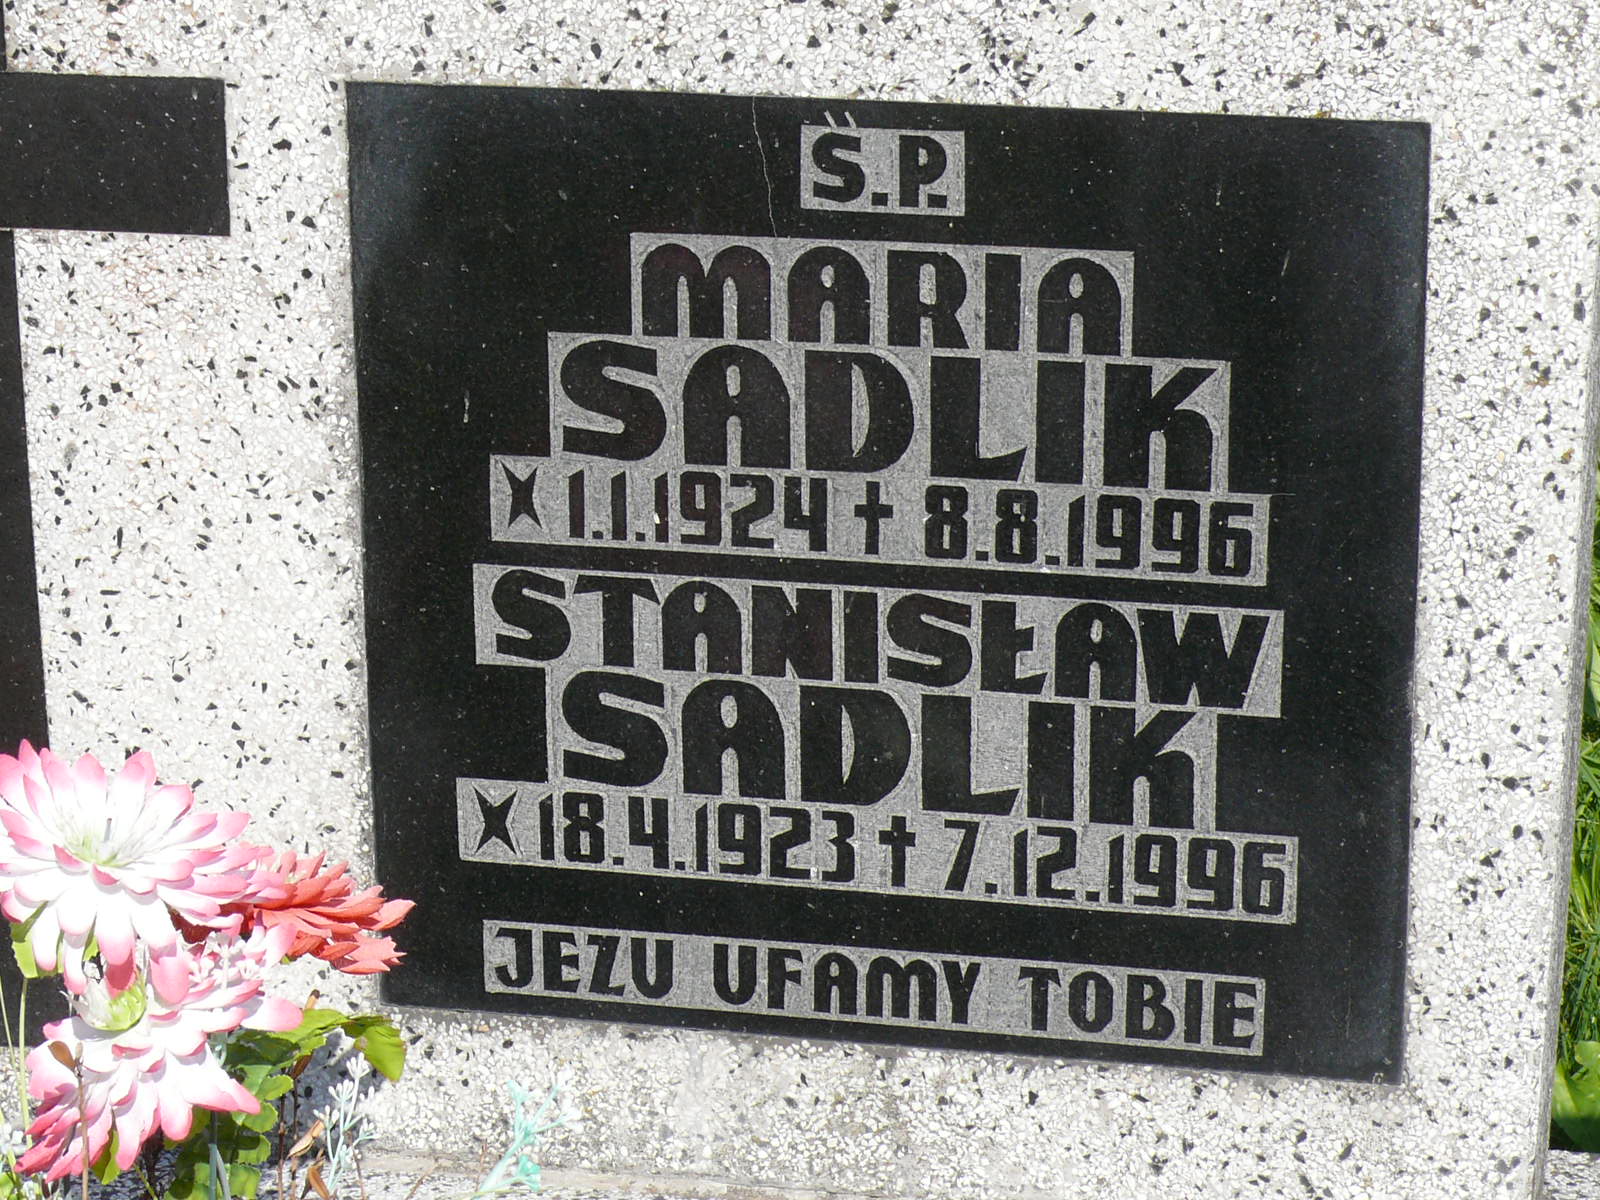 Ś.P.
MARIA
SADLIK
1.1.1924 † 8.8.1996
STANISŁAW
SADLIK
18.4.1923 † 7.12.1996
JEZU UFAMY TOBIE